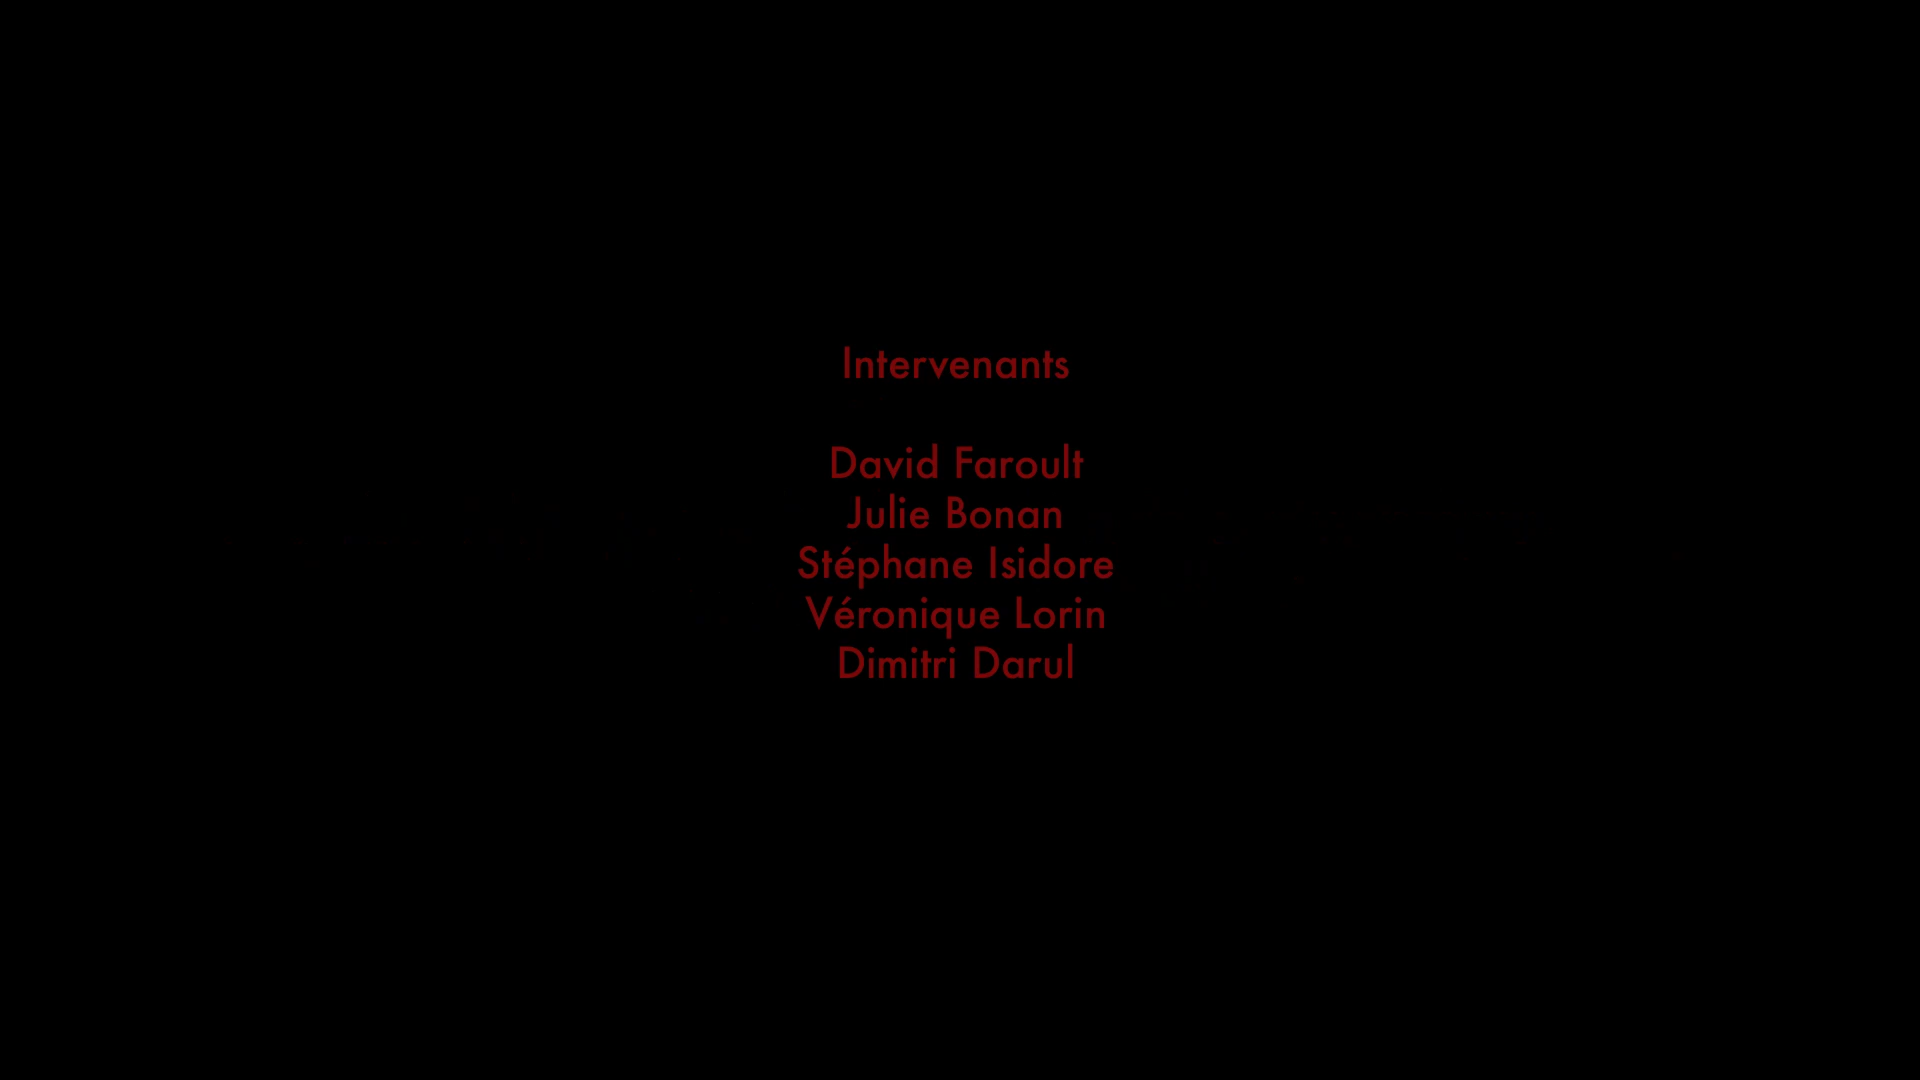 Intervenants
David Faroult
Julie Bonan
Stéphane Isidore
Véronique Lorin
Dimitri Darul